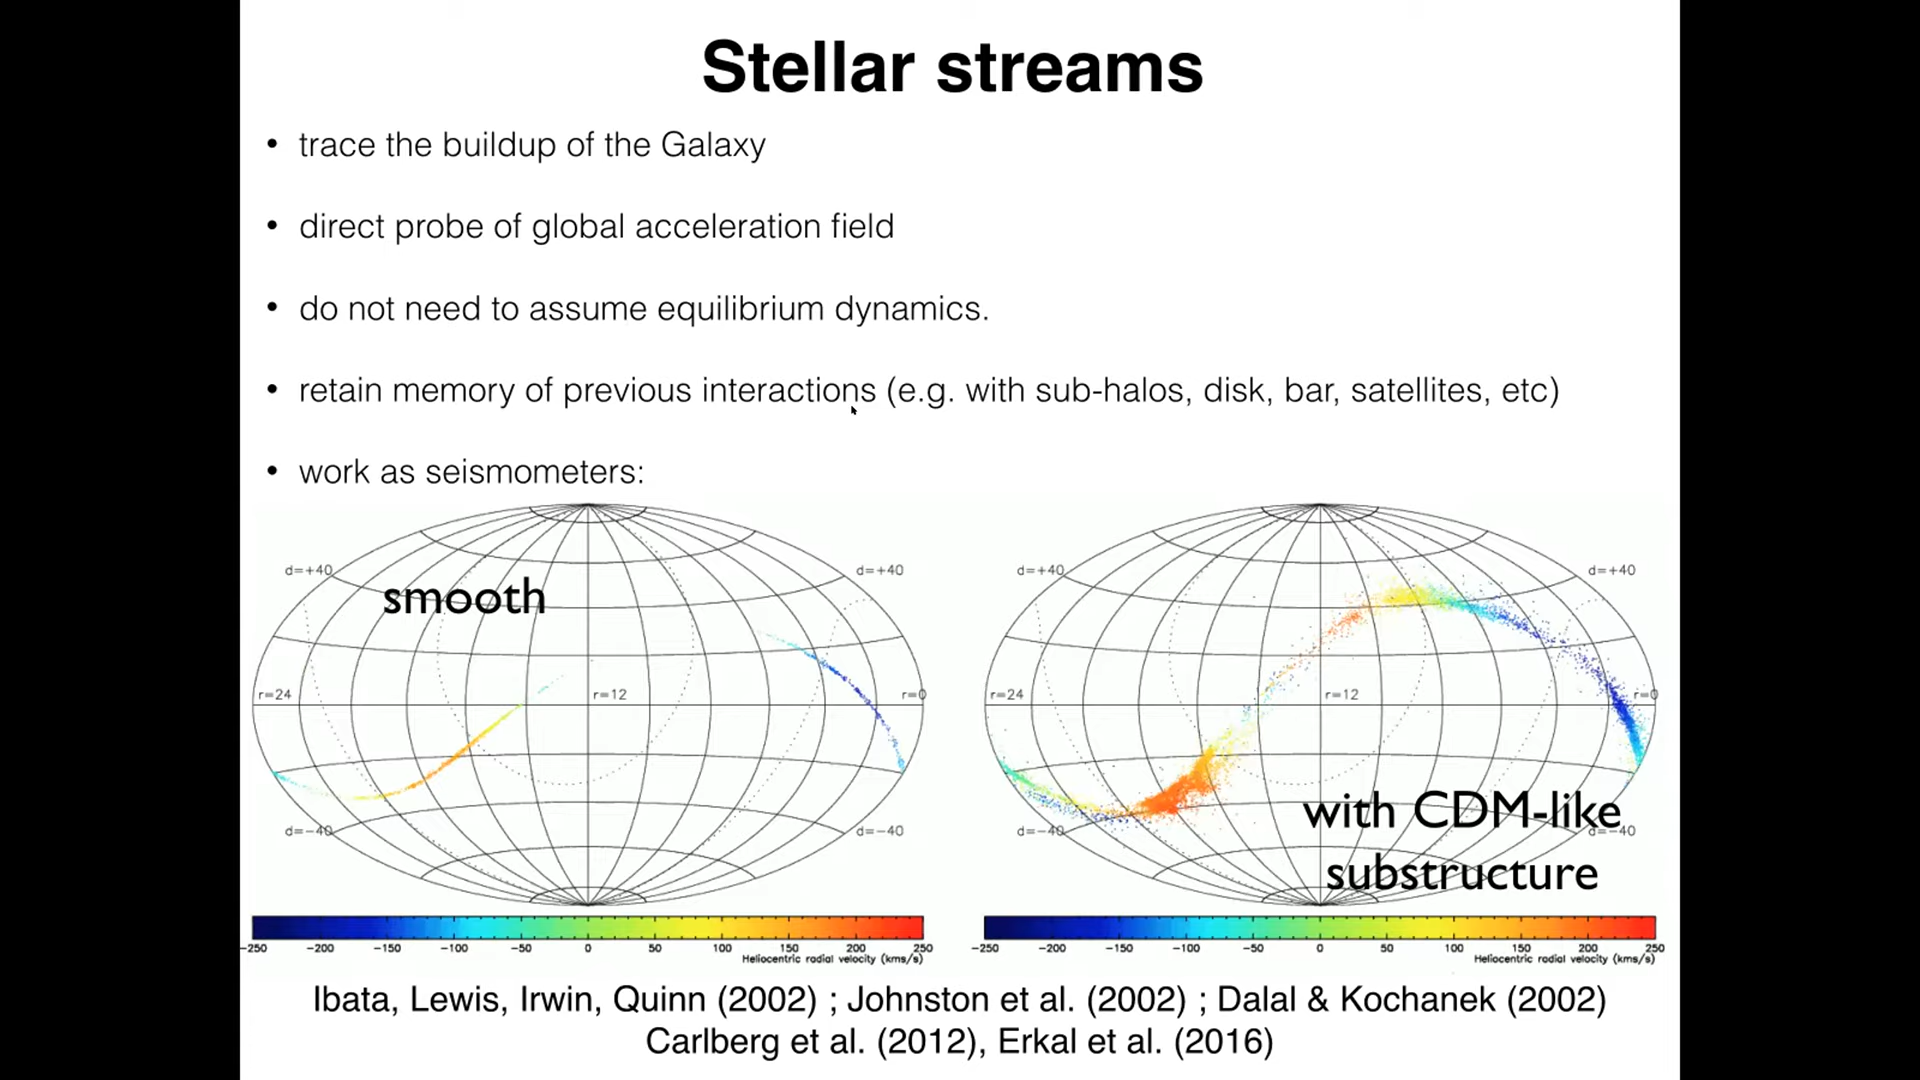 Stellar streams
• trace the buildup of the Galaxy
• direct probe of global acceleration field
• do not need to assume equilibrium dynamics.
• retain memory of previous interactions (e.g. with sub-halos, disk, bar, satellites, etc)
• work as seismometers:
d=+40 d=+40
smooth
r=24 r=12 r=0
d=-40 d=-40
-250 -200 -150 -100 -50 0 50 100 150 200 250
Heliocentric radial velocity (kms/s)
d=+40 d=+40
r=24 r=12 r=0
with CDM-like
d=-40 d=-40
substructure
-250 -200 -150 -100 -50 0 50 100 150 200 250
Heliocentric radial velocity (kms/s)
Ibata, Lewis, Irwin, Quinn (2002) ; Johnston et al. (2002) ; Dalal & Kochanek (2002)
Carlberg et al. (2012), Erkal et al. (2016)